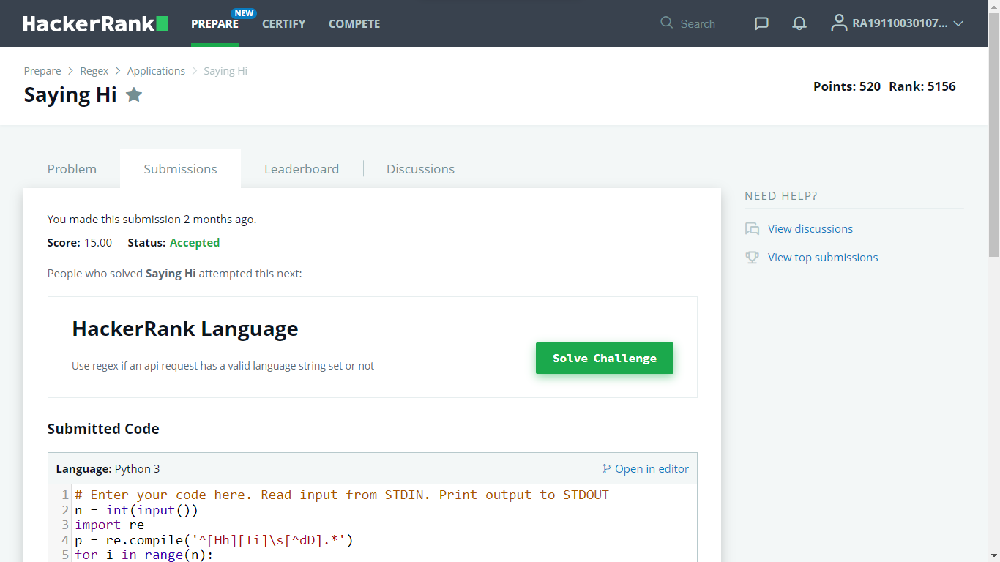 HackerRank PREPARE NEW CERTIFY COMPETE Search RA19110030107...
Prepare > Regex > Applications > Saying Hi
Saying Hi
Points: 520 Rank: 5156
Problem Submissions Leaderboard Discussions
NEED HELP?
View discussions
View top submissions
You made this submission 2 months ago.
Score: 15.00 Status: Accepted
People who solved Saying Hi attempted this next:
HackerRank Language
Use regex if an api request has a valid language string set or not
Solve Challenge
Submitted Code
Language: Python 3 Open in editor
1 # Enter your code here. Read input from STDIN. Print output to STDOUT
2 n = int(input())
3 import re
4 p = re.compile('^[Hh][Ii]\s[^dD].*')
5 for i in range(n):